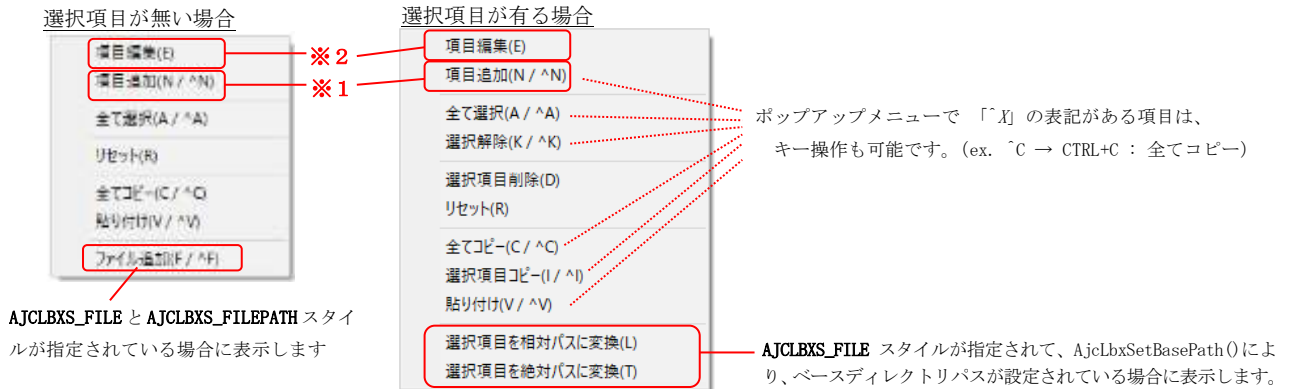 選択項目が無い場合
項目編集(E)
項目追加(N / ^N)
全て選択(A / ^A)
リセット(R)
全てコピー(C / ^C)
貼り付け(V / ^V)
ファイル追加(F / ^F)
※2
※1
AJCLBXS_FILE と AJCLBXS_FILEPATH スタイ
ルが指定されている場合に表示します
選択項目が有る場合
項目編集(E)
項目追加(N / ^N)
全て選択(A / ^A)
選択解除(K / ^K)
選択項目削除(D)
リセット(R)
全てコピー(C / ^C)
選択項目コピー(I / ^I)
貼り付け(V / ^V)
選択項目を相対パスに変換(L)
選択項目を絶対パスに変換(T)
ポップアップメニューで 「^X」の表記がある項目は、
キー操作も可能です。(ex. ^C → CTRL+C : 全てコピー)
AJCLBXS_FILE スタイルが指定されて、AjcLbxSetBasePath()によ
り、ベースディレクトリパスが設定されている場合に表示します。